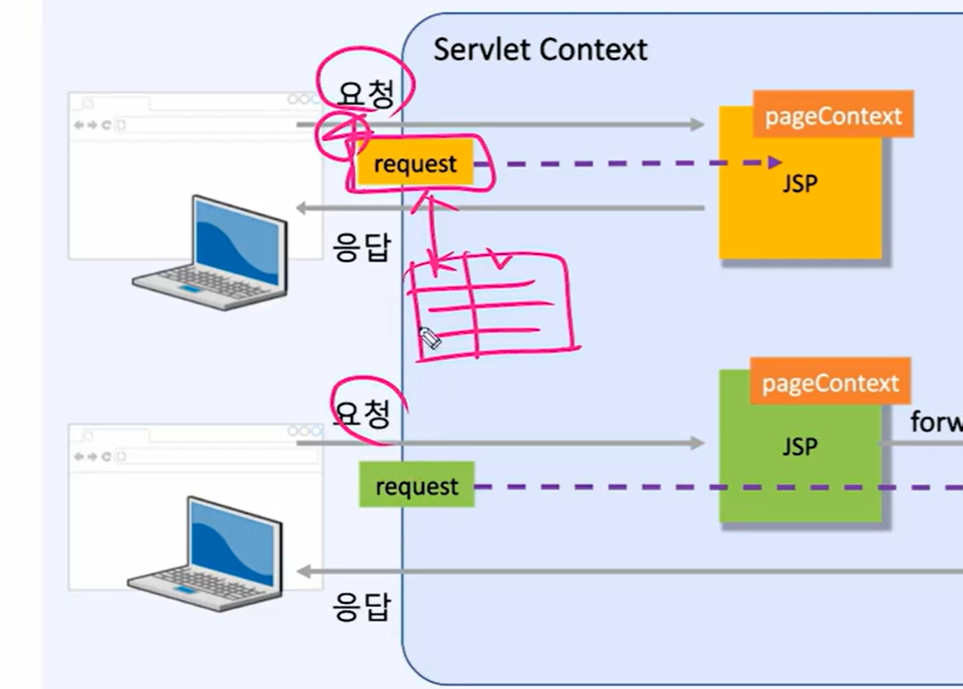 Servlet Context
요청
pageContext
request
JSP
응답
요청
pageContext
forw
JSP
request
응답